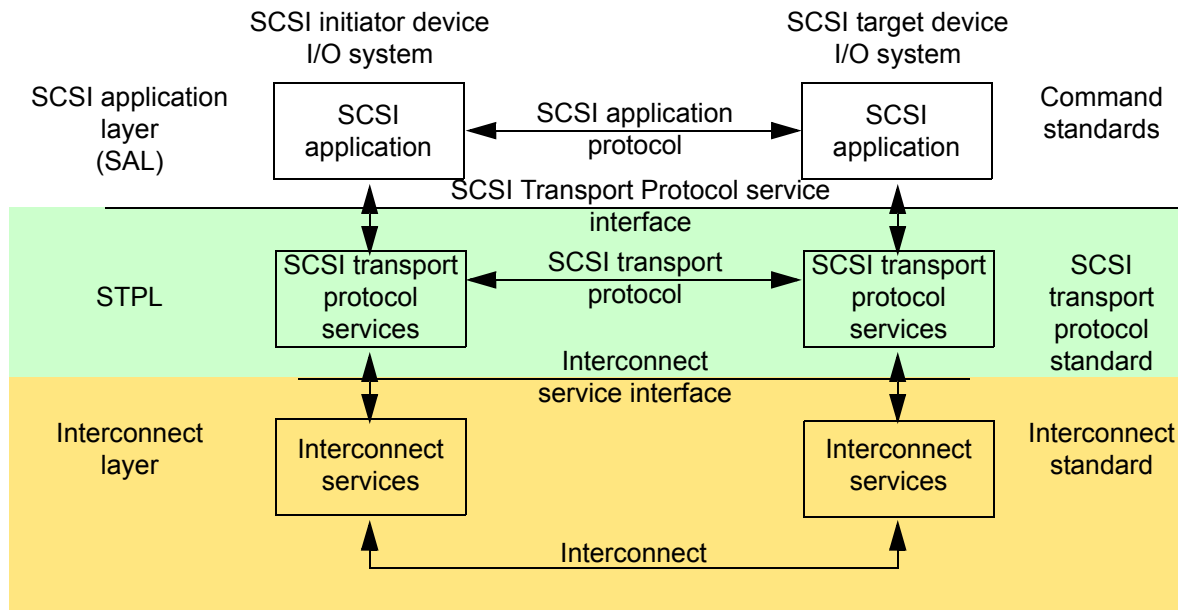 SCSI initiator device
I/O system
SCSI target device
I/O system
SCSI application
layer
(SAL)
SCSI
application
SCSI application
protocol
SCSI
application
Command
standards
SCSI Transport Protocol service
interface
STPL
SCSI transport
protocol
services
SCSI transport
protocol
SCSI transport
protocol
services
SCSI
transport
protocol
standard
Interconnect
service interface
Interconnect
layer
Interconnect
services
Interconnect
services
Interconnect
standard
Interconnect